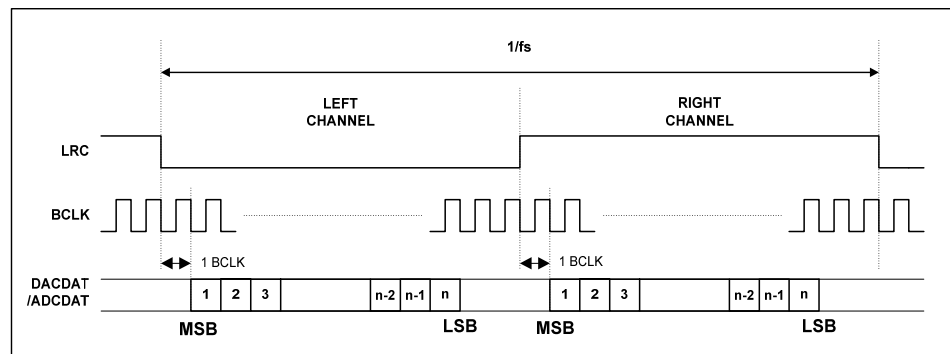 1/fs
LEFT
CHANNEL
RIGHT
CHANNEL
LRC
BCLK
1 BCLK
1 BCLK
DACDAT
/ADCDAT
1 2 3 n-2 n-1 n 1 2 3 n-2 n-1 n
MSB LSB MSB LSB